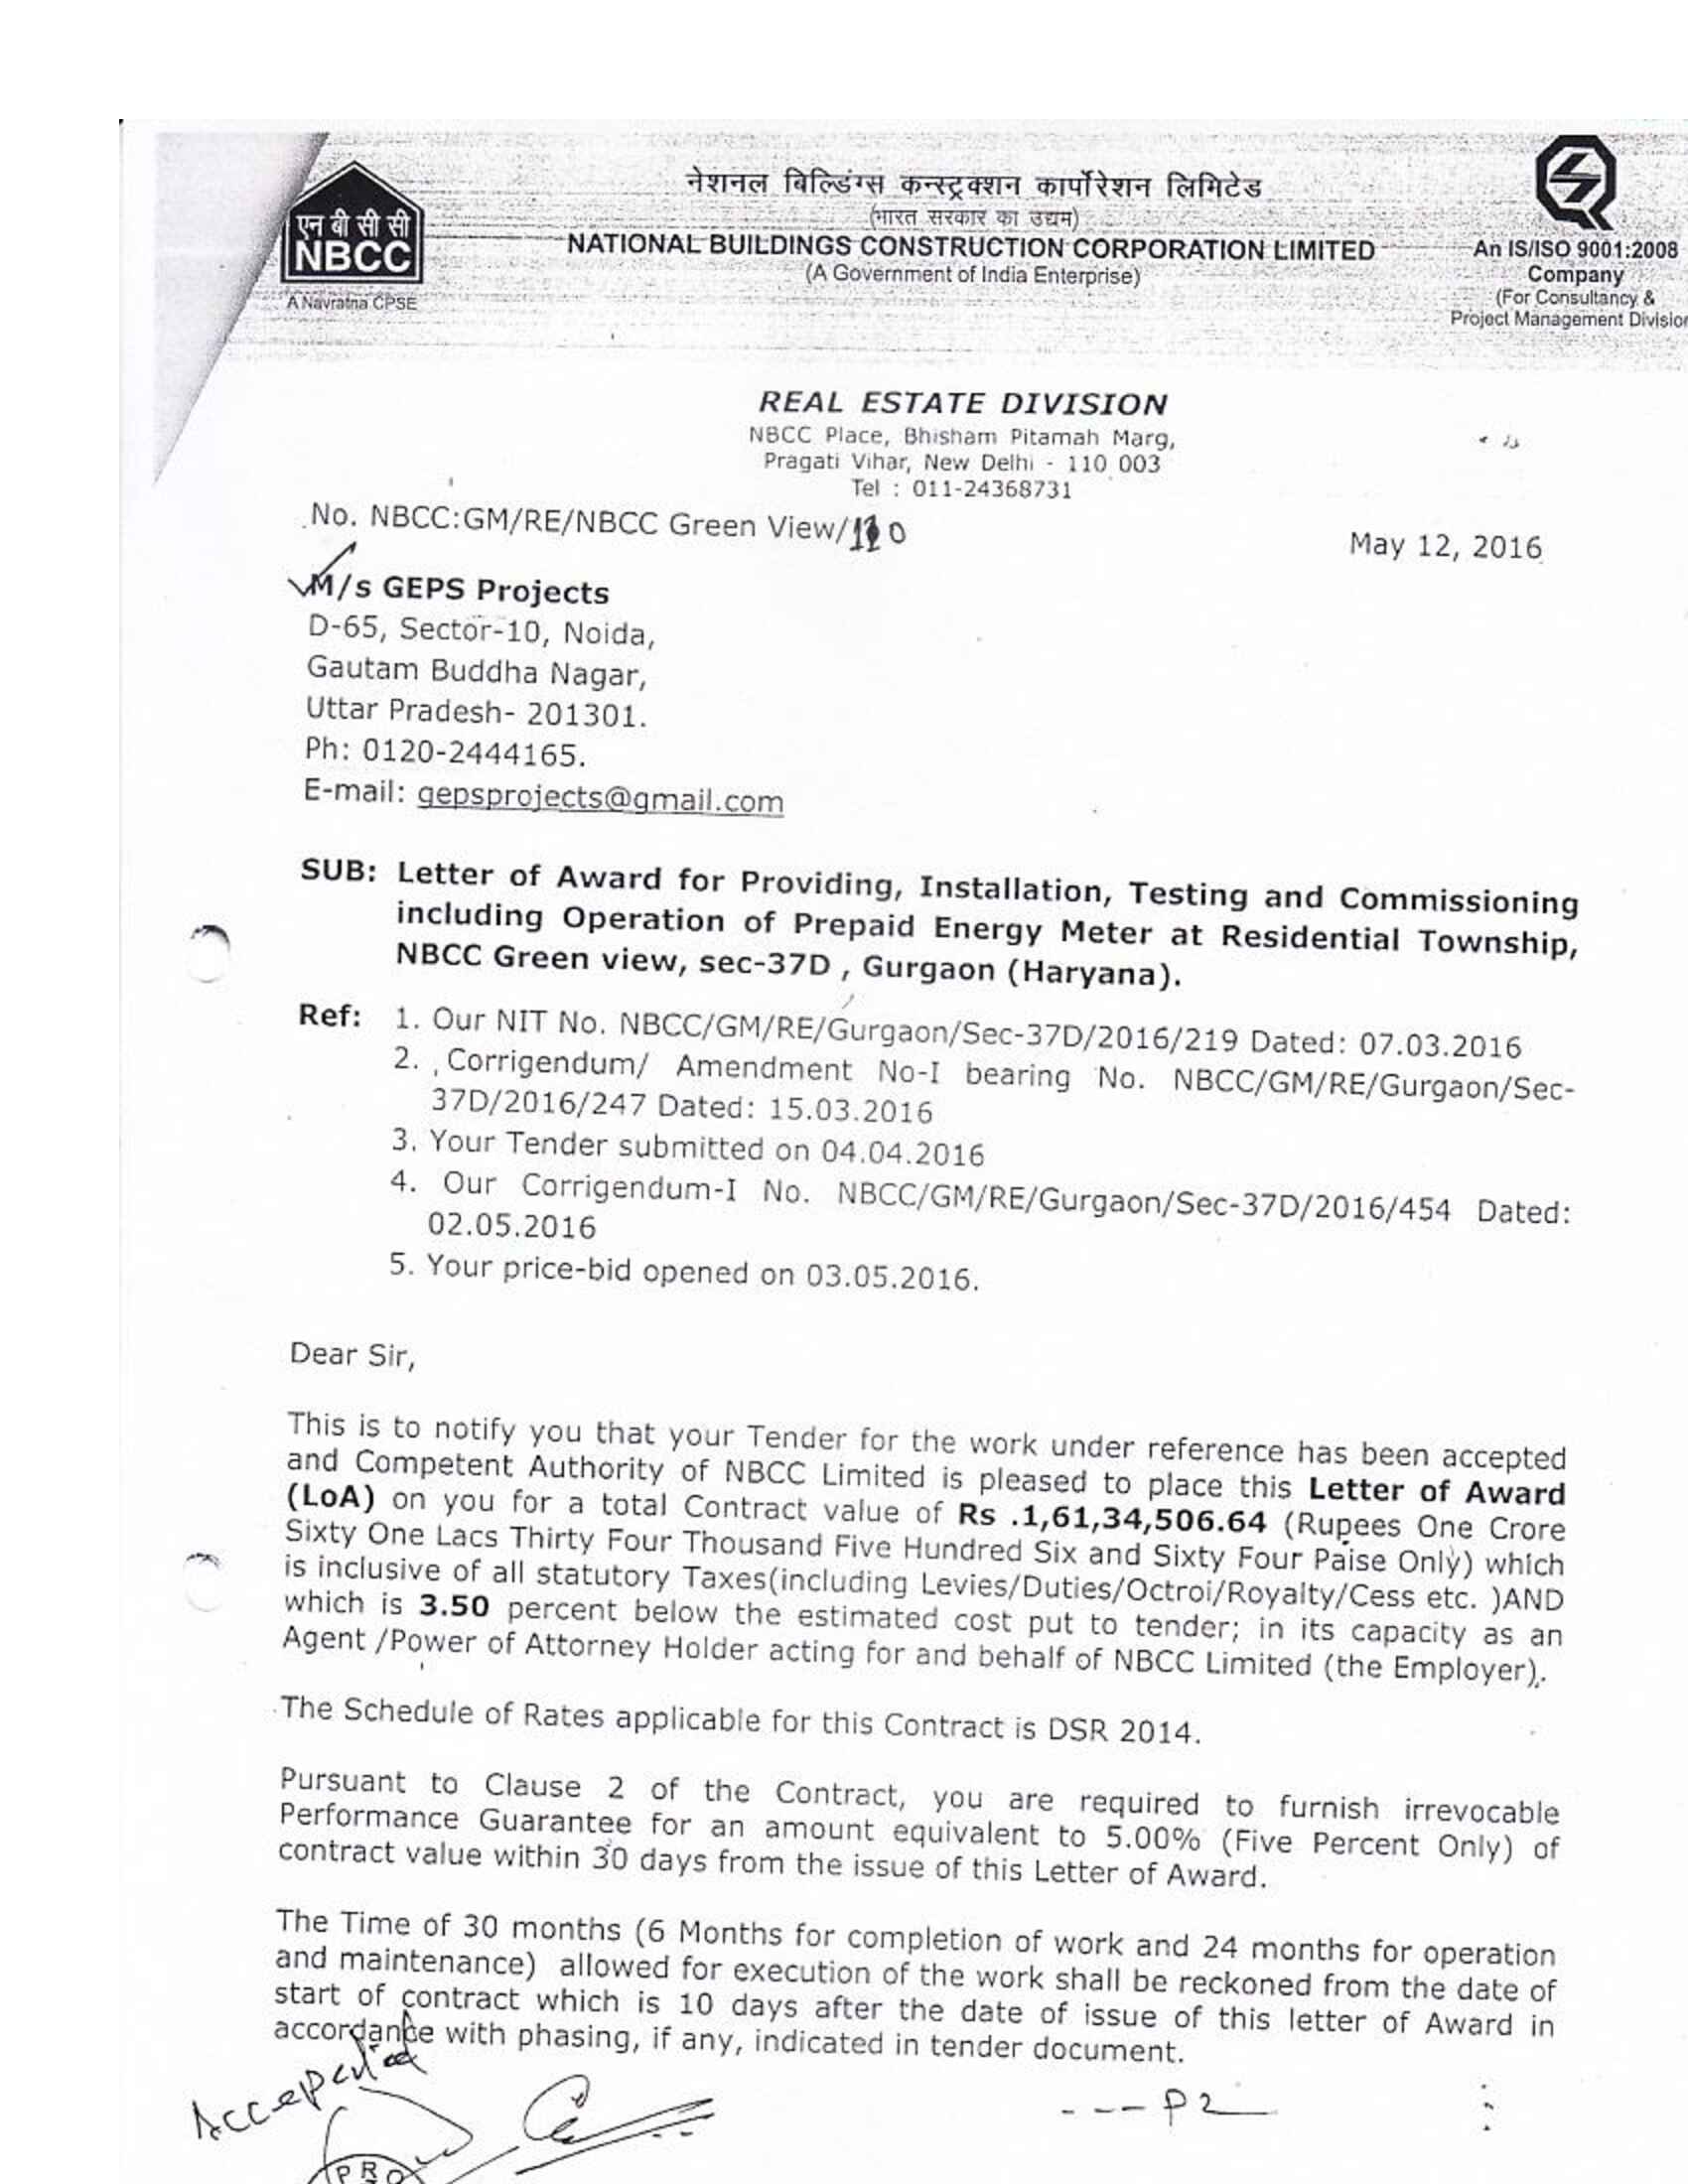 नेशनल बिल्डिंग्स कन्स्ट्रक्शन कार्पोरेशन लिमिटेड
(भारत सरकार का उद्यम)
एन बी सी सी
NBCC
A Navratna CPSE
NATIONAL BUILDINGS CONSTRUCTION CORPORATION LIMITED
(A Government of India Enterprise)
An IS/ISO 9001:2008
Company
(For Consultancy &
Project Management Division
REAL ESTATE DIVISION
NBCC Place, Bhisham Pitamah Marg,
Pragati Vihar, New Delhi - 110 003
Tel : 011-24368731
No. NBCC:GM/RE/NBCC Green View/
May 12, 2016
M/s GEPS Projects
D-65, Sector-10, Noida,
Gautam Buddha Nagar,
Uttar Pradesh- 201301.
Ph: 0120-2444165.
E-mail: gepsprojects@gmail.com
SUB: Letter of Award for Providing, Installation, Testing and Commissioning
including Operation of Prepaid Energy Meter at Residential Township,
NBCC Green view, sec-37D , Gurgaon (Haryana).
Ref: 1. Our NIT No. NBCC/GM/RE/Gurgaon/Sec-37D/2016/219 Dated: 07.03.2016
2. Corrigendum/ Amendment No-I bearing No. NBCC/GM/RE/Gurgaon/Sec-
37D/2016/247 Dated: 15.03.2016
3. Your Tender submitted on 04.04.2016
4. Our Corrigendum-I No. NBCC/GM/RE/Gurgaon/Sec-37D/2016/454 Dated:
02.05.2016
5. Your price-bid opened on 03.05.2016.
Dear Sir,
This is to notify you that your Tender for the work under reference has been accepted
and Competent Authority of NBCC Limited is pleased to place this Letter of Award
(LoA) on you for a total Contract value of Rs .1,61,34,506.64 (Rupees One Crore
Sixty One Lacs Thirty Four Thousand Five Hundred Six and Sixty Four Paise Only) which
is inclusive of all statutory Taxes(including Levies/Duties/Octroi/Royalty/Cess etc. )AND
which is 3.50 percent below the estimated cost put to tender; in its capacity as an
Agent /Power of Attorney Holder acting for and behalf of NBCC Limited (the Employer).
The Schedule of Rates applicable for this Contract is DSR 2014.
Pursuant to Clause 2 of the Contract, you are required to furnish irrevocable
Performance Guarantee for an amount equivalent to 5.00% (Five Percent Only) of
contract value within 30 days from the issue of this Letter of Award.
The Time of 30 months (6 Months for completion of work and 24 months for operation
and maintenance) allowed for execution of the work shall be reckoned from the date of
start of contract which is 10 days after the date of issue of this letter of Award in
accordance with phasing, if any, indicated in tender document.
Accepted
---P2